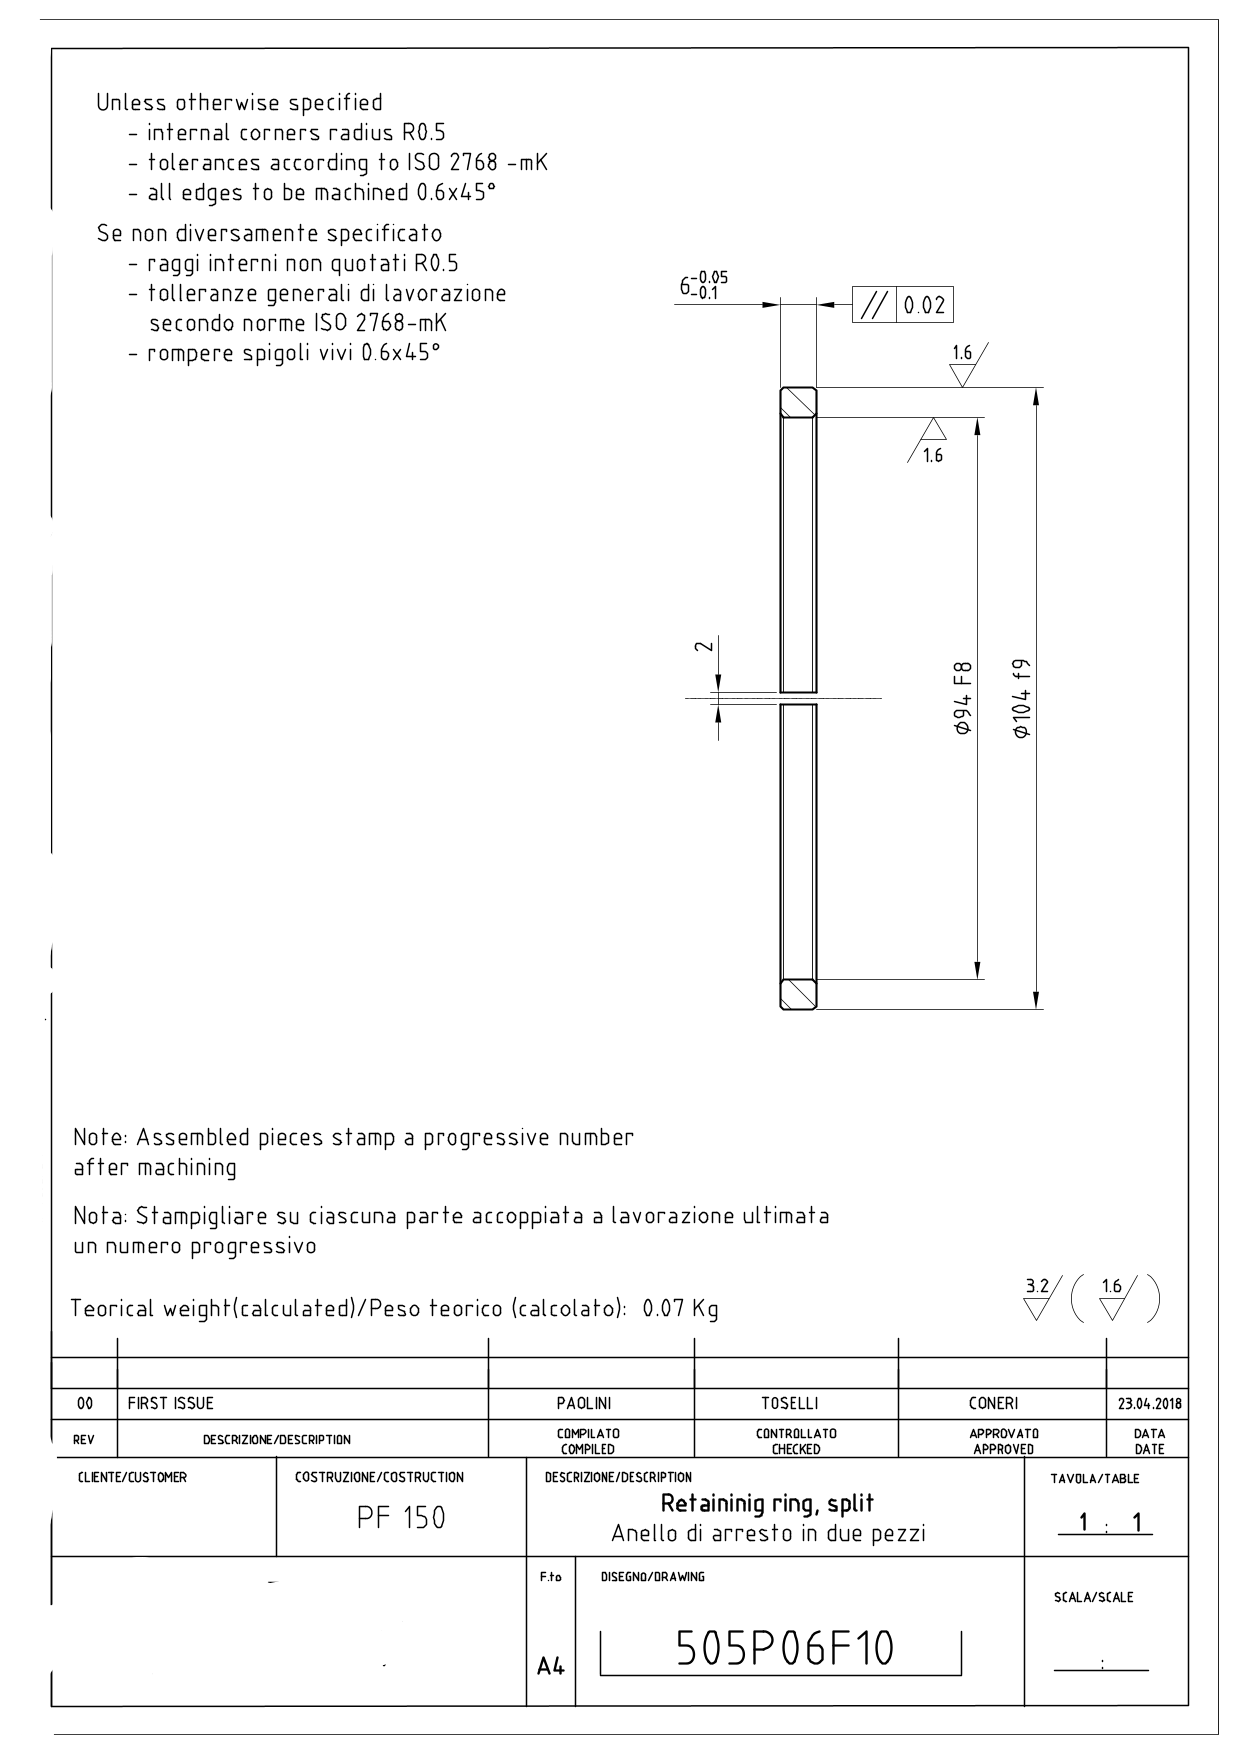 Unless otherwise specified
- internal corners radius R0.5
- tolerances according to ISO 2768 -mK
- all edges to be machined 0.6x45°
Se non diversamente specificato
- raggi interni non quotati R0.5
- tolleranze generali di lavorazione
secondo norme ISO 2768-mK
- rompere spigoli vivi 0.6x45°
6 -0.05
-0.1
// 0.02
1.6
1.6
2
φ94 F8
φ104 f9
Note: Assembled pieces stamp a progressive number
after machining
Nota: Stampigliare su ciascuna parte accoppiata a lavorazione ultimata
un numero progressivo
3.2 ( 1.6 )
Teorical weight(calculated)/Peso teorico (calcolato): 0.07 Kg
00 FIRST ISSUE PAOLINI TOSELLI CONERI 23.04.2018
REV DESCRIZIONE/DESCRIPTION COMPILATO CONTROLLATO APPROVATO DATA
COMPILED CHECKED APPROVED DATE
CLIENTE/CUSTOMER COSTRUZIONE/COSTRUCTION DESCRIZIONE/DESCRIPTION TAVOLA/TABLE
PF 150
Retaininig ring, split
Anello di arresto in due pezzi
1 : 1
F.to DISEGNO/DRAWING
SCALA/SCALE
A4
505P06F10
: